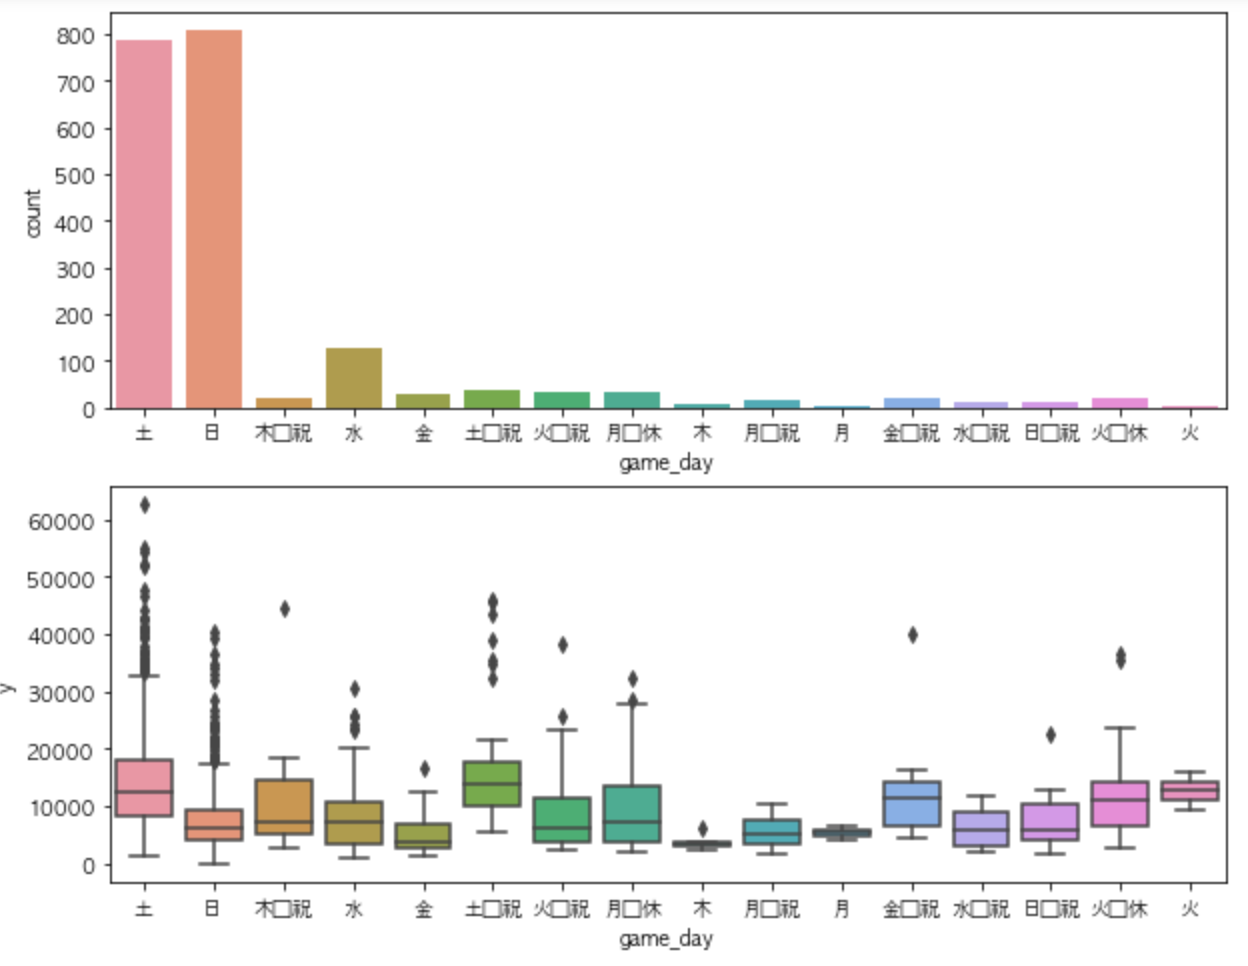 800
700
600
500
400
300
200
100
0
count
土 日 木□祝 水 金 土□祝 火□祝 月□休 木 月□祝 月 金□祝 水□祝 日□祝 火□休 火
game_day
60000
50000
40000
30000
20000
10000
0
y
土 日 木□祝 水 金 土□祝 火□祝 月□休 木 月□祝 月 金□祝 水□祝 日□祝 火□休 火
game_day